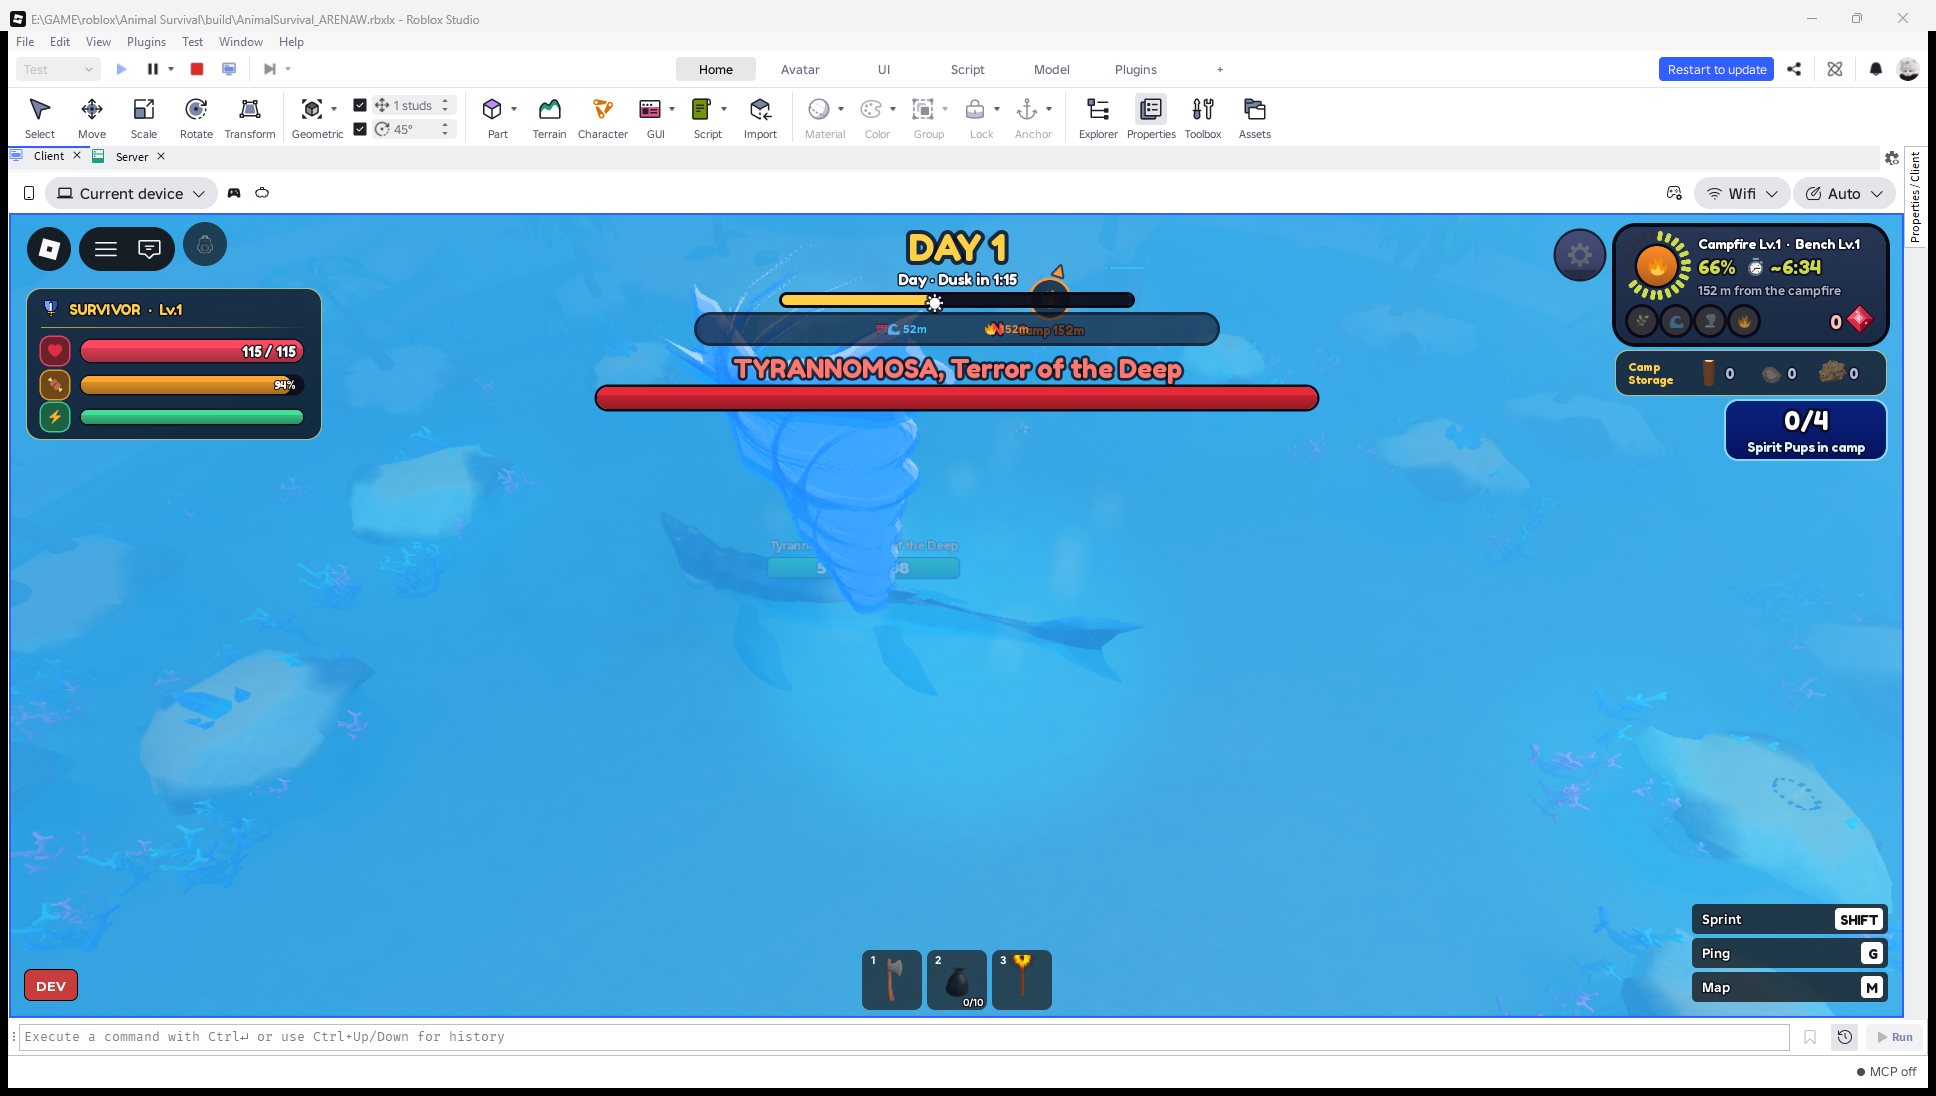 E:\GAME\roblox\Animal Survival\build\AnimalSurvival_ARENAW.rbxlx - Roblox Studio
File Edit View Plugins Test Window Help
Test
Home Avatar UI Script Model Plugins +
Restart to update
1 studs
45°
Select Move Scale Rotate Transform Geometric Part Terrain Character GUI Script Import Material Color Group Lock Anchor Explorer Properties Toolbox Assets
Client Server
Properties / Client
Current device
Wifi Auto
DAY 1
Day · Dusk in 1:15
52m
152m
Camp 152m
TYRANNOMOSA, Terror of the Deep
SURVIVOR · Lv.1
115 / 115
94%
Campfire Lv.1 · Bench Lv.1
66% ~6:34
152 m from the campfire
0
Camp Storage
0 0 0
0/4
Spirit Pups in camp
of the Deep
Sprint SHIFT
Ping G
Map M
1 2 3
0/10
DEV
Execute a command with Ctrl↵ or use Ctrl+Up/Down for history
Run
MCP off